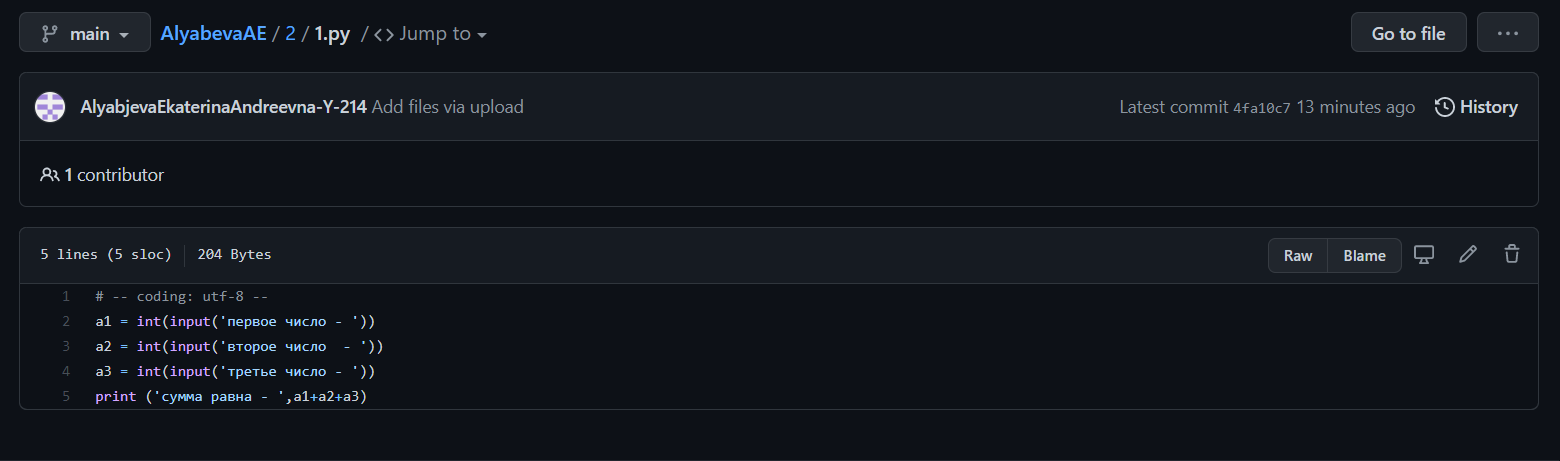 main AlyabevaAE / 2 / 1.py / <> Jump to Go to file ...
AlyabjevaEkaterinaAndreevna-Y-214 Add files via upload Latest commit 4fa10c7 13 minutes ago History
1 contributor
5 lines (5 sloc) 204 Bytes Raw Blame
1 # -- coding: utf-8 --
2 a1 = int(input('первое число - '))
3 a2 = int(input('второе число  - '))
4 a3 = int(input('третье число - '))
5 print ('сумма равна - ',a1+a2+a3)